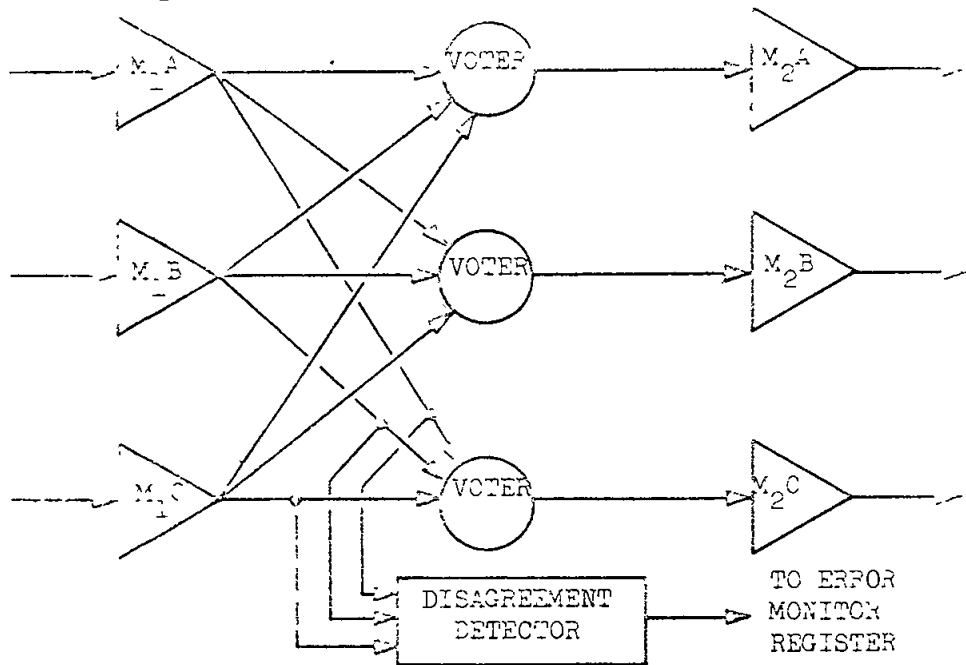 M1A
VOTER
M2A
M1B
VOTER
M2B
M1C
VOTER
M2C
DISAGREEMENT
DETECTOR
TO ERROR
MONITOR
REGISTER